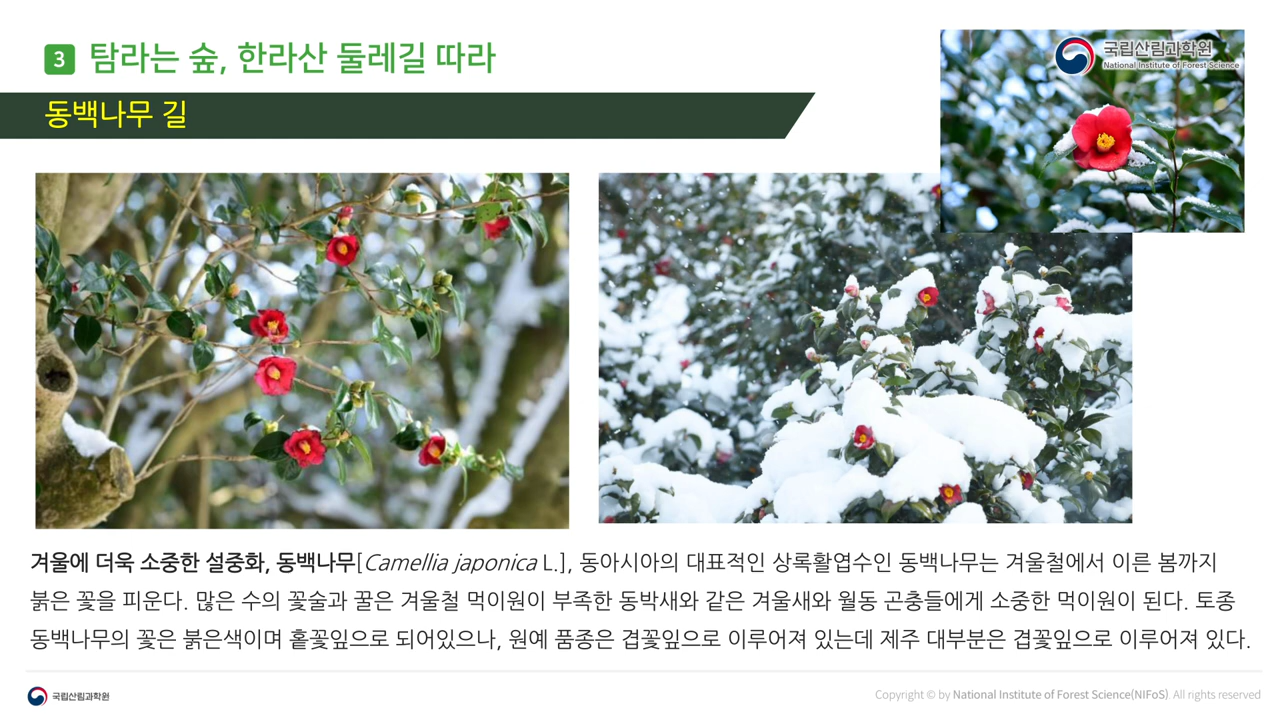 3 탐라는 숲, 한라산 둘레길 따라
국립산림과학원
National Institute of Forest Science
동백나무 길
겨울에 더욱 소중한 설중화, 동백나무[Camellia japonica L.], 동아시아의 대표적인 상록활엽수인 동백나무는 겨울철에서 이른 봄까지
붉은 꽃을 피운다. 많은 수의 꽃술과 꿀은 겨울철 먹이원이 부족한 동박새와 같은 겨울새와 월동 곤충들에게 소중한 먹이원이 된다. 토종
동백나무의 꽃은 붉은색이며 홑꽃잎으로 되어있으나, 원예 품종은 겹꽃잎으로 이루어져 있는데 제주 대부분은 겹꽃잎으로 이루어져 있다.
국립산림과학원
Copyright © by National Institute of Forest Science(NIFoS). All rights reserved